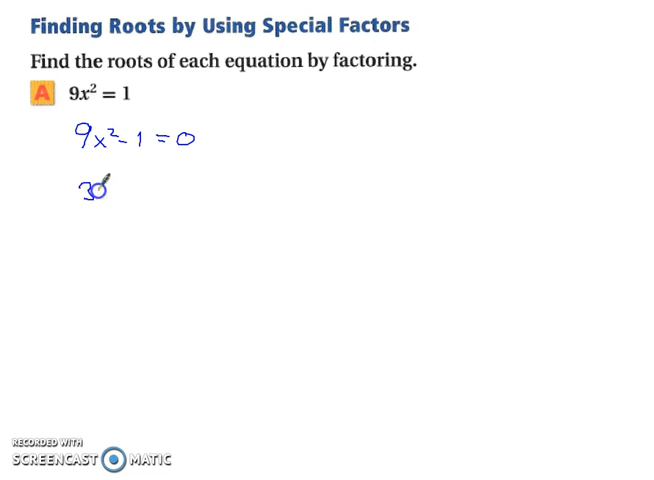 Finding Roots by Using Special Factors
Find the roots of each equation by factoring.
A 9x² = 1
9x² - 1 = 0
3
RECORDED WITH
SCREENCAST MATIC